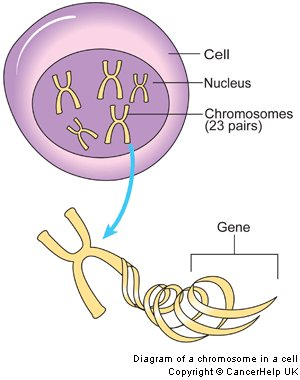 Cell
Nucleus
Chromosomes
(23 pairs)
Gene
Diagram of a chromosome in a cell
Copyright © CancerHelp UK